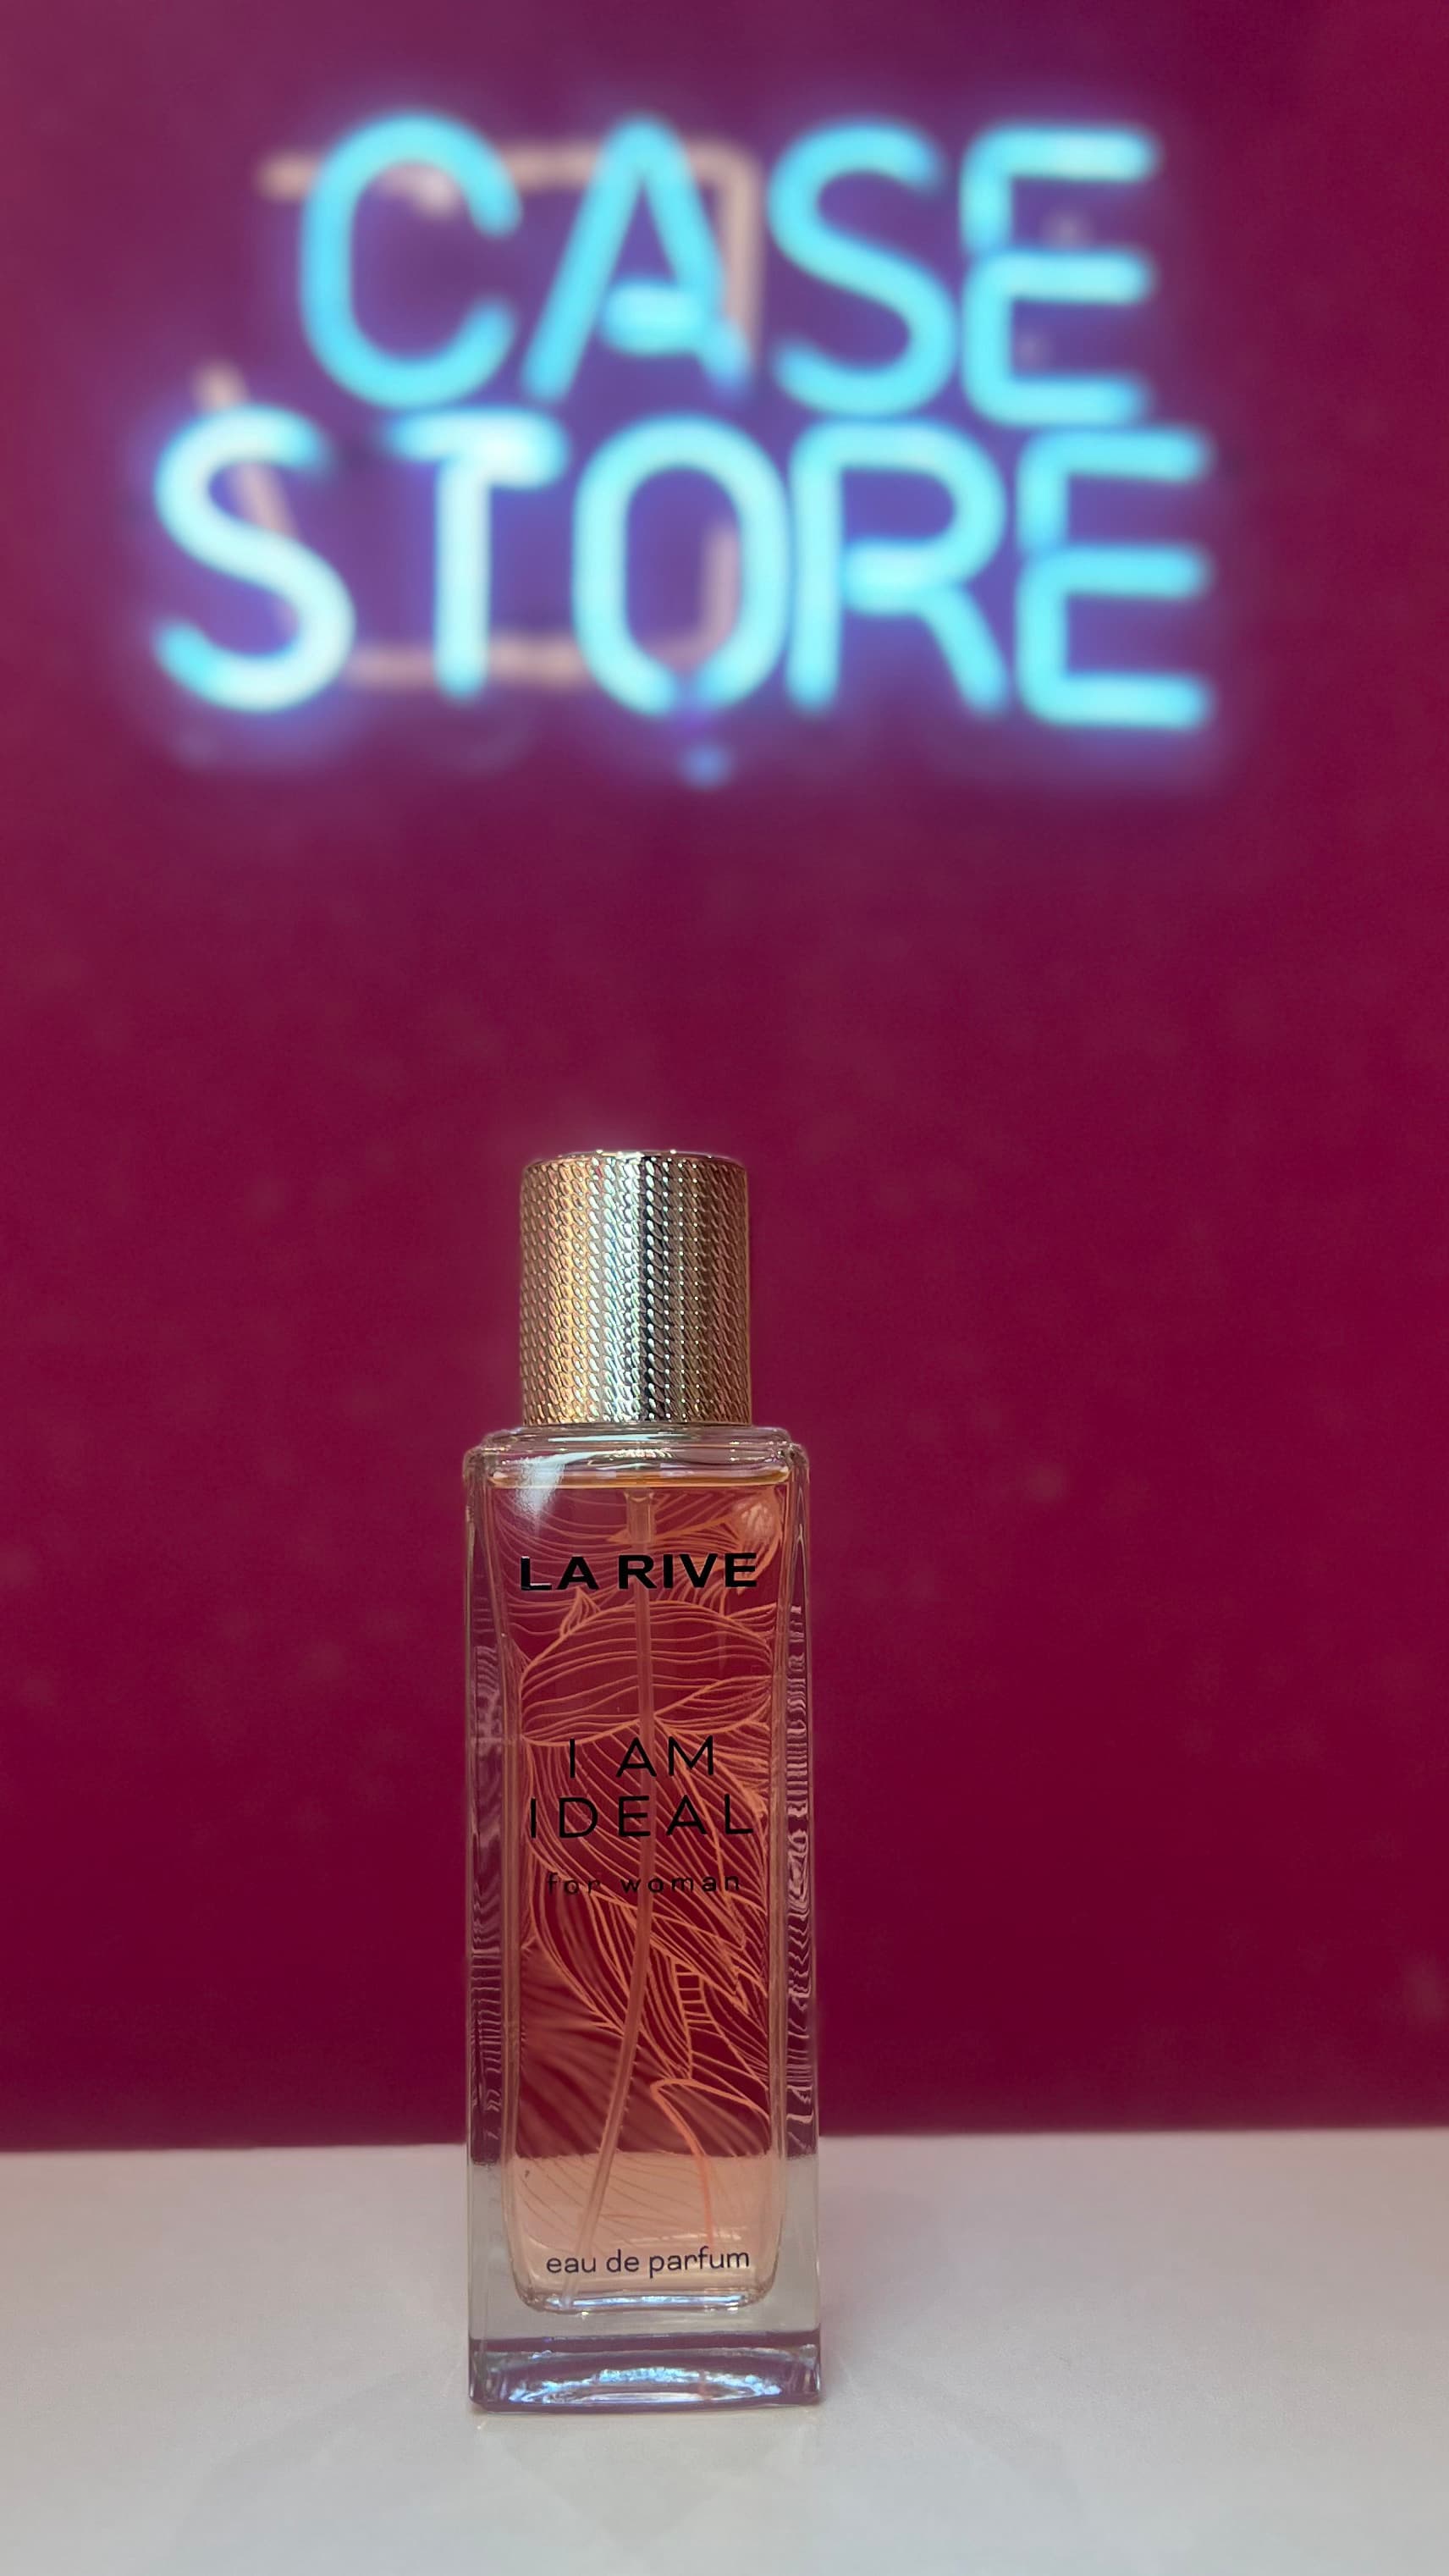 CASE
STORE
LA RIVE
I AM
IDEAL
for woman
eau de parfum